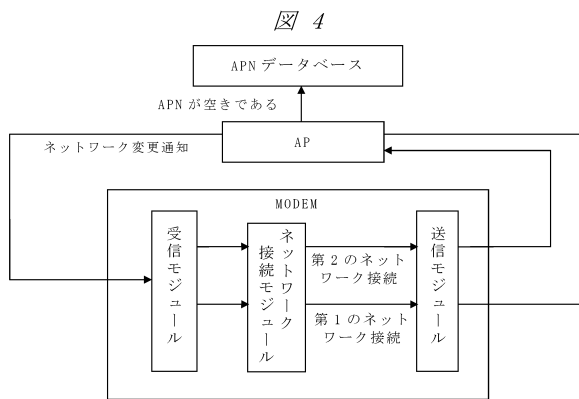 図 4
APNデータベース
APNが空きである
ネットワーク変更通知
AP
MODEM
受信モジュール
ネットワーク
接続モジュール
第2のネット
ワーク接続
第1のネット
ワーク接続
送信モジュール